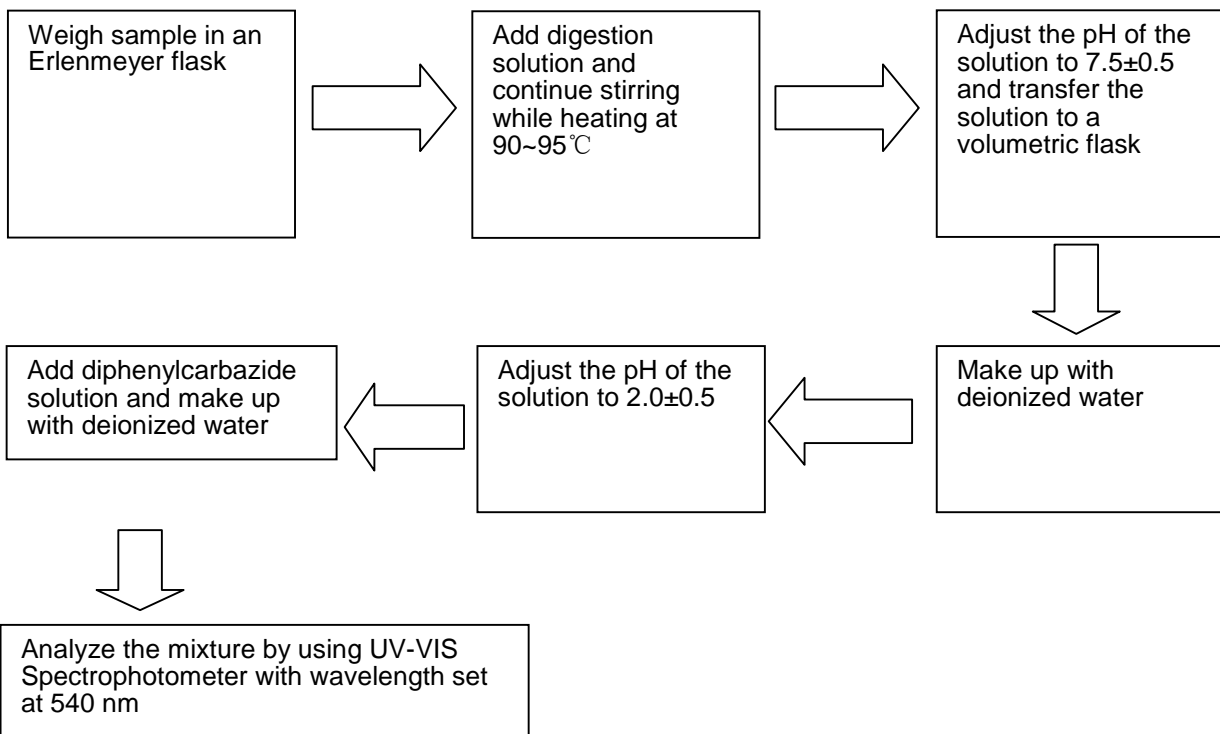 Weigh sample in an
Erlenmeyer flask
Add digestion
solution and
continue stirring
while heating at
90~95℃
Adjust the pH of the
solution to 7.5±0.5
and transfer the
solution to a
volumetric flask
Make up with
deionized water
Adjust the pH of the
solution to 2.0±0.5
Add diphenylcarbazide
solution and make up
with deionized water
Analyze the mixture by using UV-VIS
Spectrophotometer with wavelength set
at 540 nm